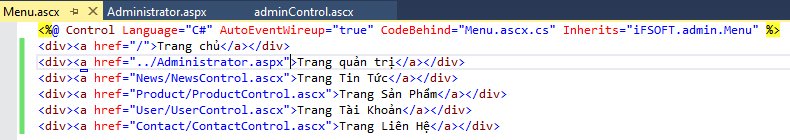 Menu.ascx Administrator.aspx adminControl.ascx
<%@ Control Language="C#" AutoEventWireup="true" CodeBehind="Menu.ascx.cs" Inherits="iFSOFT.admin.Menu" %>
<div><a href="/">Trang chủ</a></div>
<div><a href="../Administrator.aspx">Trang quản trị</a></div>
<div><a href="News/NewsControl.ascx">Trang Tin Tức</a></div>
<div><a href="Product/ProductControl.ascx">Trang Sản Phẩm</a></div>
<div><a href="User/UserControl.ascx">Trang Tài Khoản</a></div>
<div><a href="Contact/ContactControl.ascx">Trang Liên Hệ</a></div>